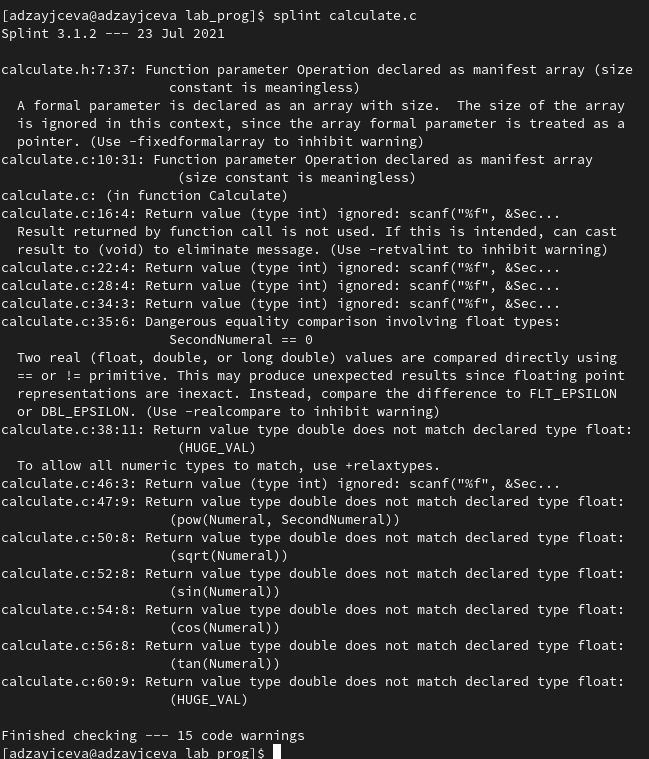 [adzayjceva@adzayjceva lab_prog]$ splint calculate.c
Splint 3.1.2 --- 23 Jul 2021
calculate.h:7:37: Function parameter Operation declared as manifest array (size
constant is meaningless)
A formal parameter is declared as an array with size.  The size of the array
is ignored in this context, since the array formal parameter is treated as a
pointer. (Use -fixedformalarray to inhibit warning)
calculate.c:10:31: Function parameter Operation declared as manifest array
(size constant is meaningless)
calculate.c: (in function Calculate)
calculate.c:16:4: Return value (type int) ignored: scanf("%f", &Sec...
Result returned by function call is not used. If this is intended, can cast
result to (void) to eliminate message. (Use -retvalint to inhibit warning)
calculate.c:22:4: Return value (type int) ignored: scanf("%f", &Sec...
calculate.c:28:4: Return value (type int) ignored: scanf("%f", &Sec...
calculate.c:34:3: Return value (type int) ignored: scanf("%f", &Sec...
calculate.c:35:6: Dangerous equality comparison involving float types:
SecondNumeral == 0
Two real (float, double, or long double) values are compared directly using
== or != primitive. This may produce unexpected results since floating point
representations are inexact. Instead, compare the difference to FLT_EPSILON
or DBL_EPSILON. (Use -realcompare to inhibit warning)
calculate.c:38:11: Return value type double does not match declared type float:
(HUGE_VAL)
To allow all numeric types to match, use +relaxtypes.
calculate.c:46:3: Return value (type int) ignored: scanf("%f", &Sec...
calculate.c:47:9: Return value type double does not match declared type float:
(pow(Numeral, SecondNumeral))
calculate.c:50:8: Return value type double does not match declared type float:
(sqrt(Numeral))
calculate.c:52:8: Return value type double does not match declared type float:
(sin(Numeral))
calculate.c:54:8: Return value type double does not match declared type float:
(cos(Numeral))
calculate.c:56:8: Return value type double does not match declared type float:
(tan(Numeral))
calculate.c:60:9: Return value type double does not match declared type float:
(HUGE_VAL)
Finished checking --- 15 code warnings
[adzayjceva@adzayjceva lab_prog]$